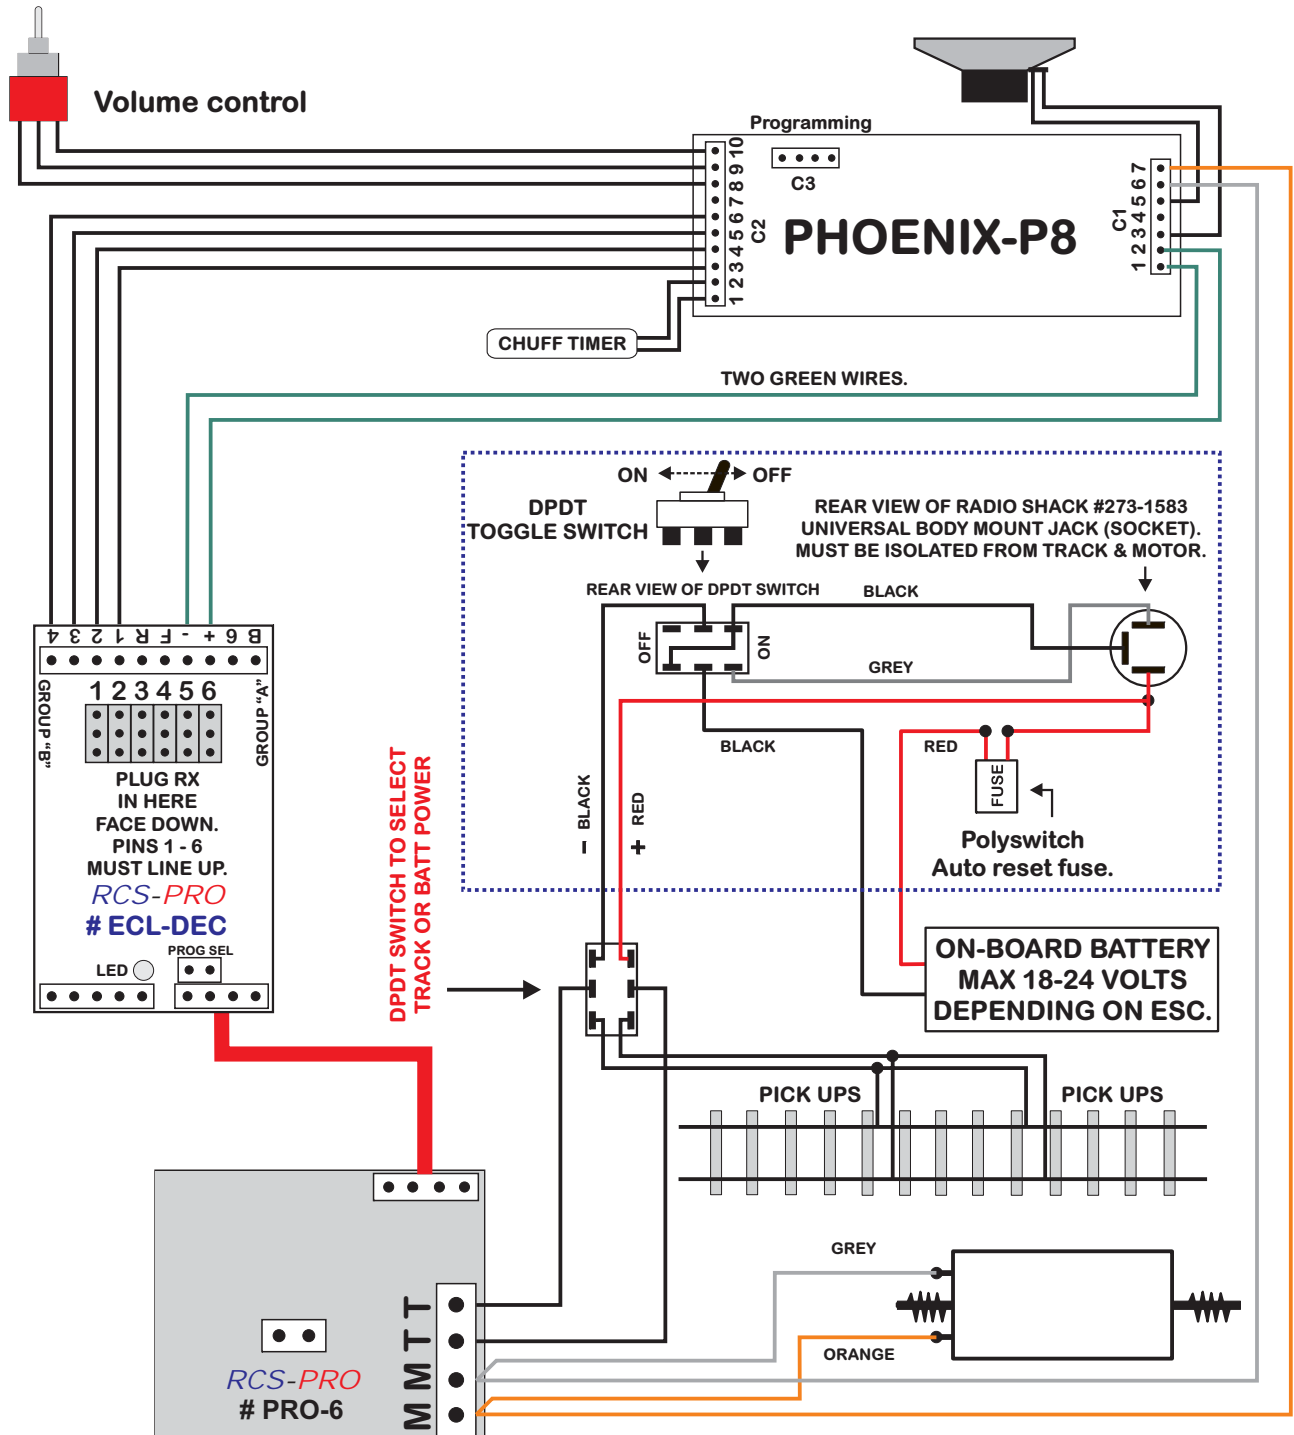 Volume control
Programming
C3
PHOENIX-P8
10
9
8
7
6
5
4
3
2
1
C2
7
6
5
4
3
2
1
C1
CHUFF TIMER
TWO GREEN WIRES.
ON
OFF
DPDT
TOGGLE SWITCH
REAR VIEW OF RADIO SHACK #273-1583
UNIVERSAL BODY MOUNT JACK (SOCKET).
MUST BE ISOLATED FROM TRACK & MOTOR.
REAR VIEW OF DPDT SWITCH
BLACK
OFF
ON
GREY
BLACK
RED
FUSE
Polyswitch
Auto reset fuse.
− BLACK
+ RED
4 3 2 1 R F - + 6 B
GROUP "B"
GROUP "A"
1 2 3 4 5 6
PLUG RX
IN HERE
FACE DOWN.
PINS 1 - 6
MUST LINE UP.
RCS-PRO
# ECL-DEC
PROG SEL
LED
DPDT SWITCH TO SELECT
TRACK OR BATT POWER
ON-BOARD BATTERY
MAX 18-24 VOLTS
DEPENDING ON ESC.
PICK UPS
PICK UPS
GREY
ORANGE
T
T
M
M
RCS-PRO
# PRO-6